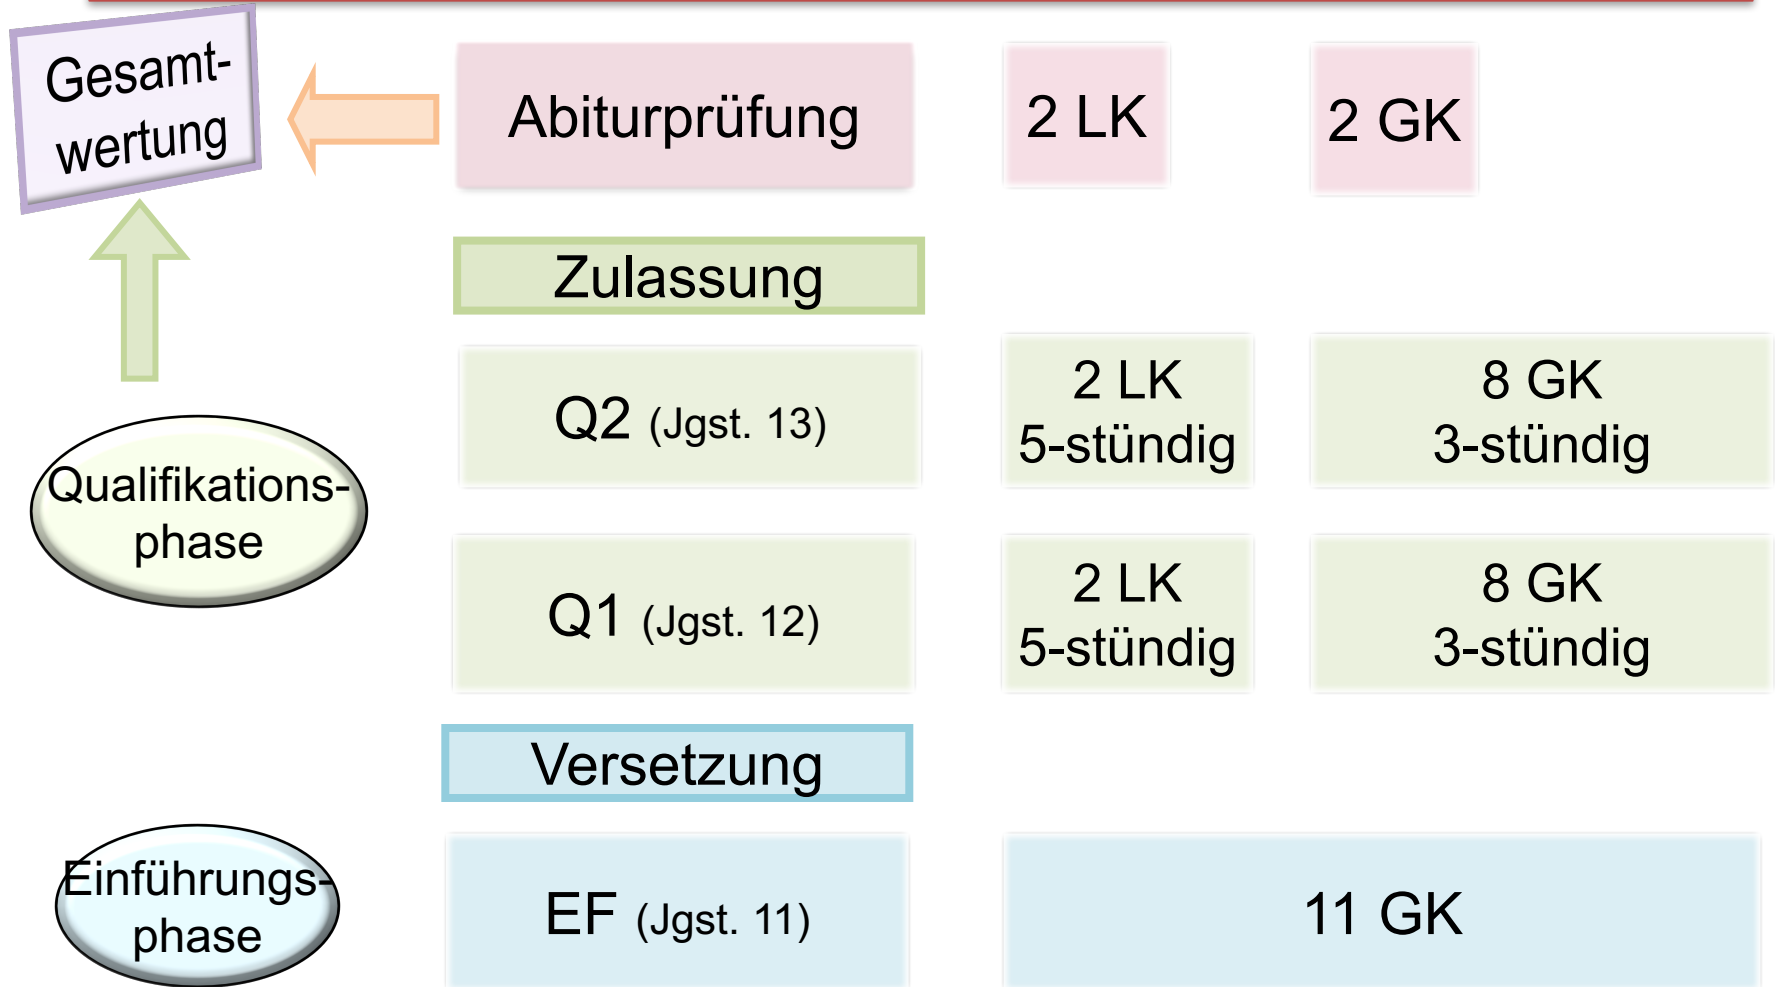 Gesamt-
wertung
Abiturprüfung
2 LK
2 GK
Zulassung
Q2 (Jgst. 13)
2 LK
5-stündig
8 GK
3-stündig
Qualifikations-
phase
Q1 (Jgst. 12)
2 LK
5-stündig
8 GK
3-stündig
Versetzung
Einführungs-
phase
EF (Jgst. 11)
11 GK